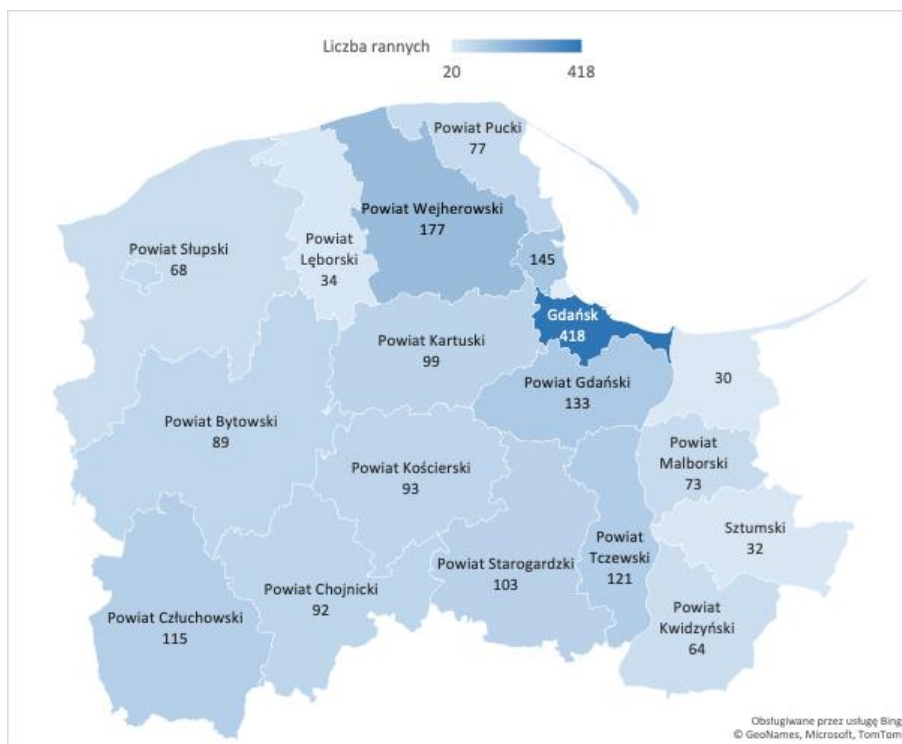 Liczba rannych
20 418
Powiat Pucki
77
Powiat Wejherowski
177
Powiat Słupski
68
Powiat
Lęborski
34
145
Gdańsk
418
Powiat Kartuski
99
Powiat Gdański
133
30
Powiat Bytowski
89
Powiat
Malborski
73
Powiat Kościerski
93
Sztumski
32
Powiat
Tczewski
121
Powiat Starogardzki
103
Powiat Chojnicki
92
Powiat Człuchowski
115
Powiat
Kwidzyński
64
Obsługiwane przez usługę Bing
© GeoNames, Microsoft, TomTom